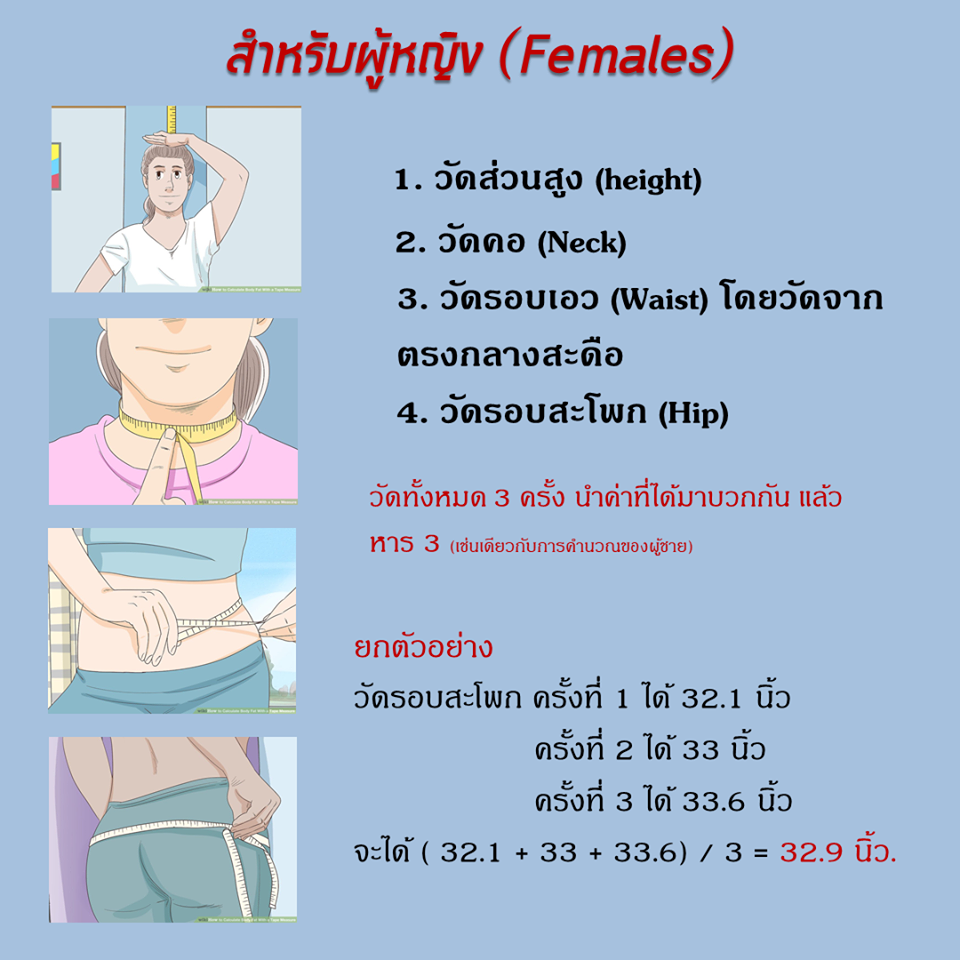 สำหรับผู้หญิง (Females)
1. วัดส่วนสูง (height)
2. วัดคอ (Neck)
3. วัดรอบเอว (Waist) โดยวัดจาก
ตรงกลางสะดือ
4. วัดรอบสะโพก (Hip)
วัดทั้งหมด 3 ครั้ง นำค่าที่ได้มาบวกกัน แล้ว
หาร 3 (เช่นเดียวกับการคำนวณของผู้ชาย)
ยกตัวอย่าง
วัดรอบสะโพก ครั้งที่ 1 ได้ 32.1 นิ้ว
ครั้งที่ 2 ได้ 33 นิ้ว
ครั้งที่ 3 ได้ 33.6 นิ้ว
จะได้ ( 32.1 + 33 + 33.6) / 3 = 32.9 นิ้ว.
to Calculate Body Fat With a Tape Measure
to Calculate Body Fat With a Tape Measure
to Calculate Body Fat With a Tape Measure
to Calculate Body Fat With a Tape Measure